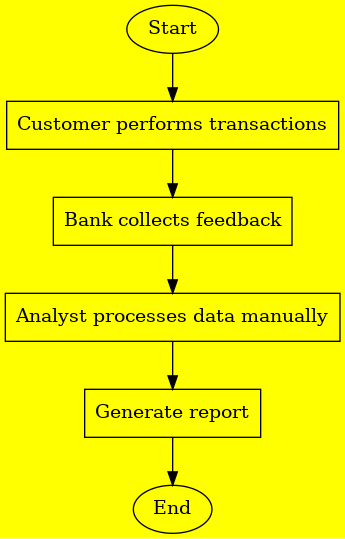 Start
Customer performs transactions
Bank collects feedback
Analyst processes data manually
Generate report
End